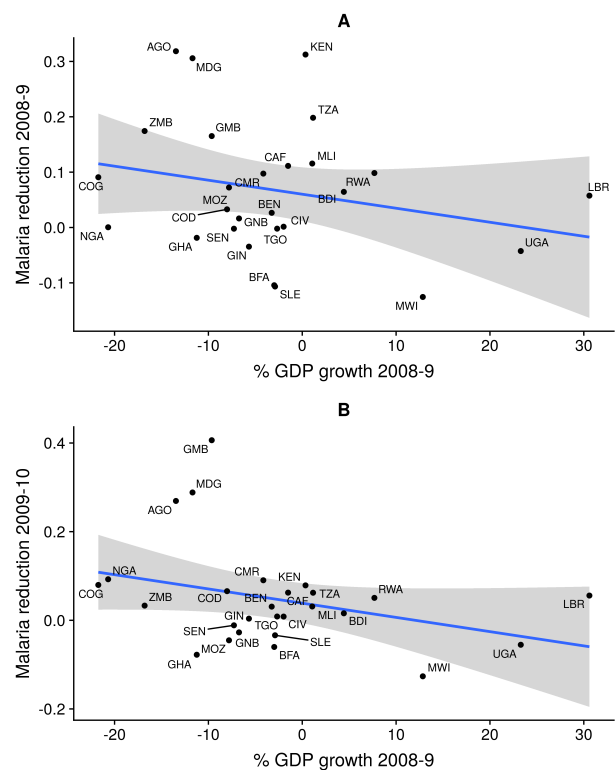 A
Malaria reduction 2008-9
0.3
0.2
0.1
0.0
-0.1
AGO
MDG
KEN
TZA
ZMB
GMB
CAF
MLI
COG
CMR
RWA
BDI
LBR
MOZ
COD
BEN
NGA
GNB
CIV
SEN
TGO
GHA
GIN
UGA
BFA
SLE
MWI
-20 -10 0 10 20 30
% GDP growth 2008-9
B
Malaria reduction 2009-10
0.4
0.2
0.0
-0.2
GMB
MDG
AGO
NGA
CMR
KEN
COG
ZMB
COD
BEN
CAF
TZA
RWA
LBR
GIN
TGO
CIV
MLI
BDI
SEN
MOZ
GNB
SLE
GHA
BFA
UGA
MWI
-20 -10 0 10 20 30
% GDP growth 2008-9